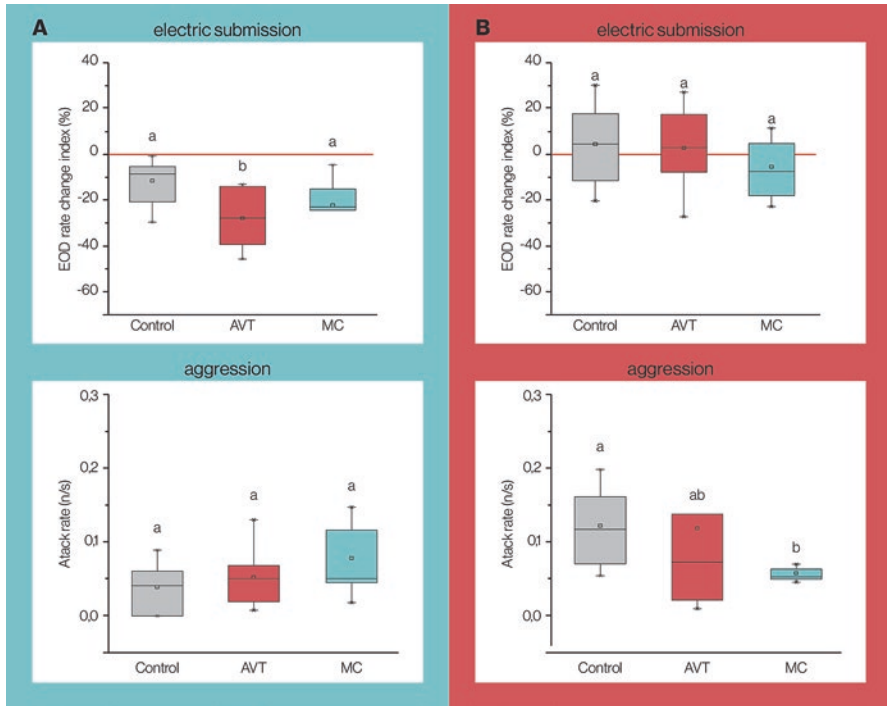 A
electric submission
40
20
0
-20
-40
-60
EOD rate change index (%)
a
b
a
Control
AVT
MC
aggression
0,3
0,2
0,1
0,0
Atack rate (n/s)
a
a
a
Control
AVT
MC
B
electric submission
40
20
0
-20
-40
-60
EOD rate change index (%)
a
a
a
Control
AVT
MC
aggression
0,3
0,2
0,1
0,0
Atack rate (n/s)
a
ab
b
Control
AVT
MC